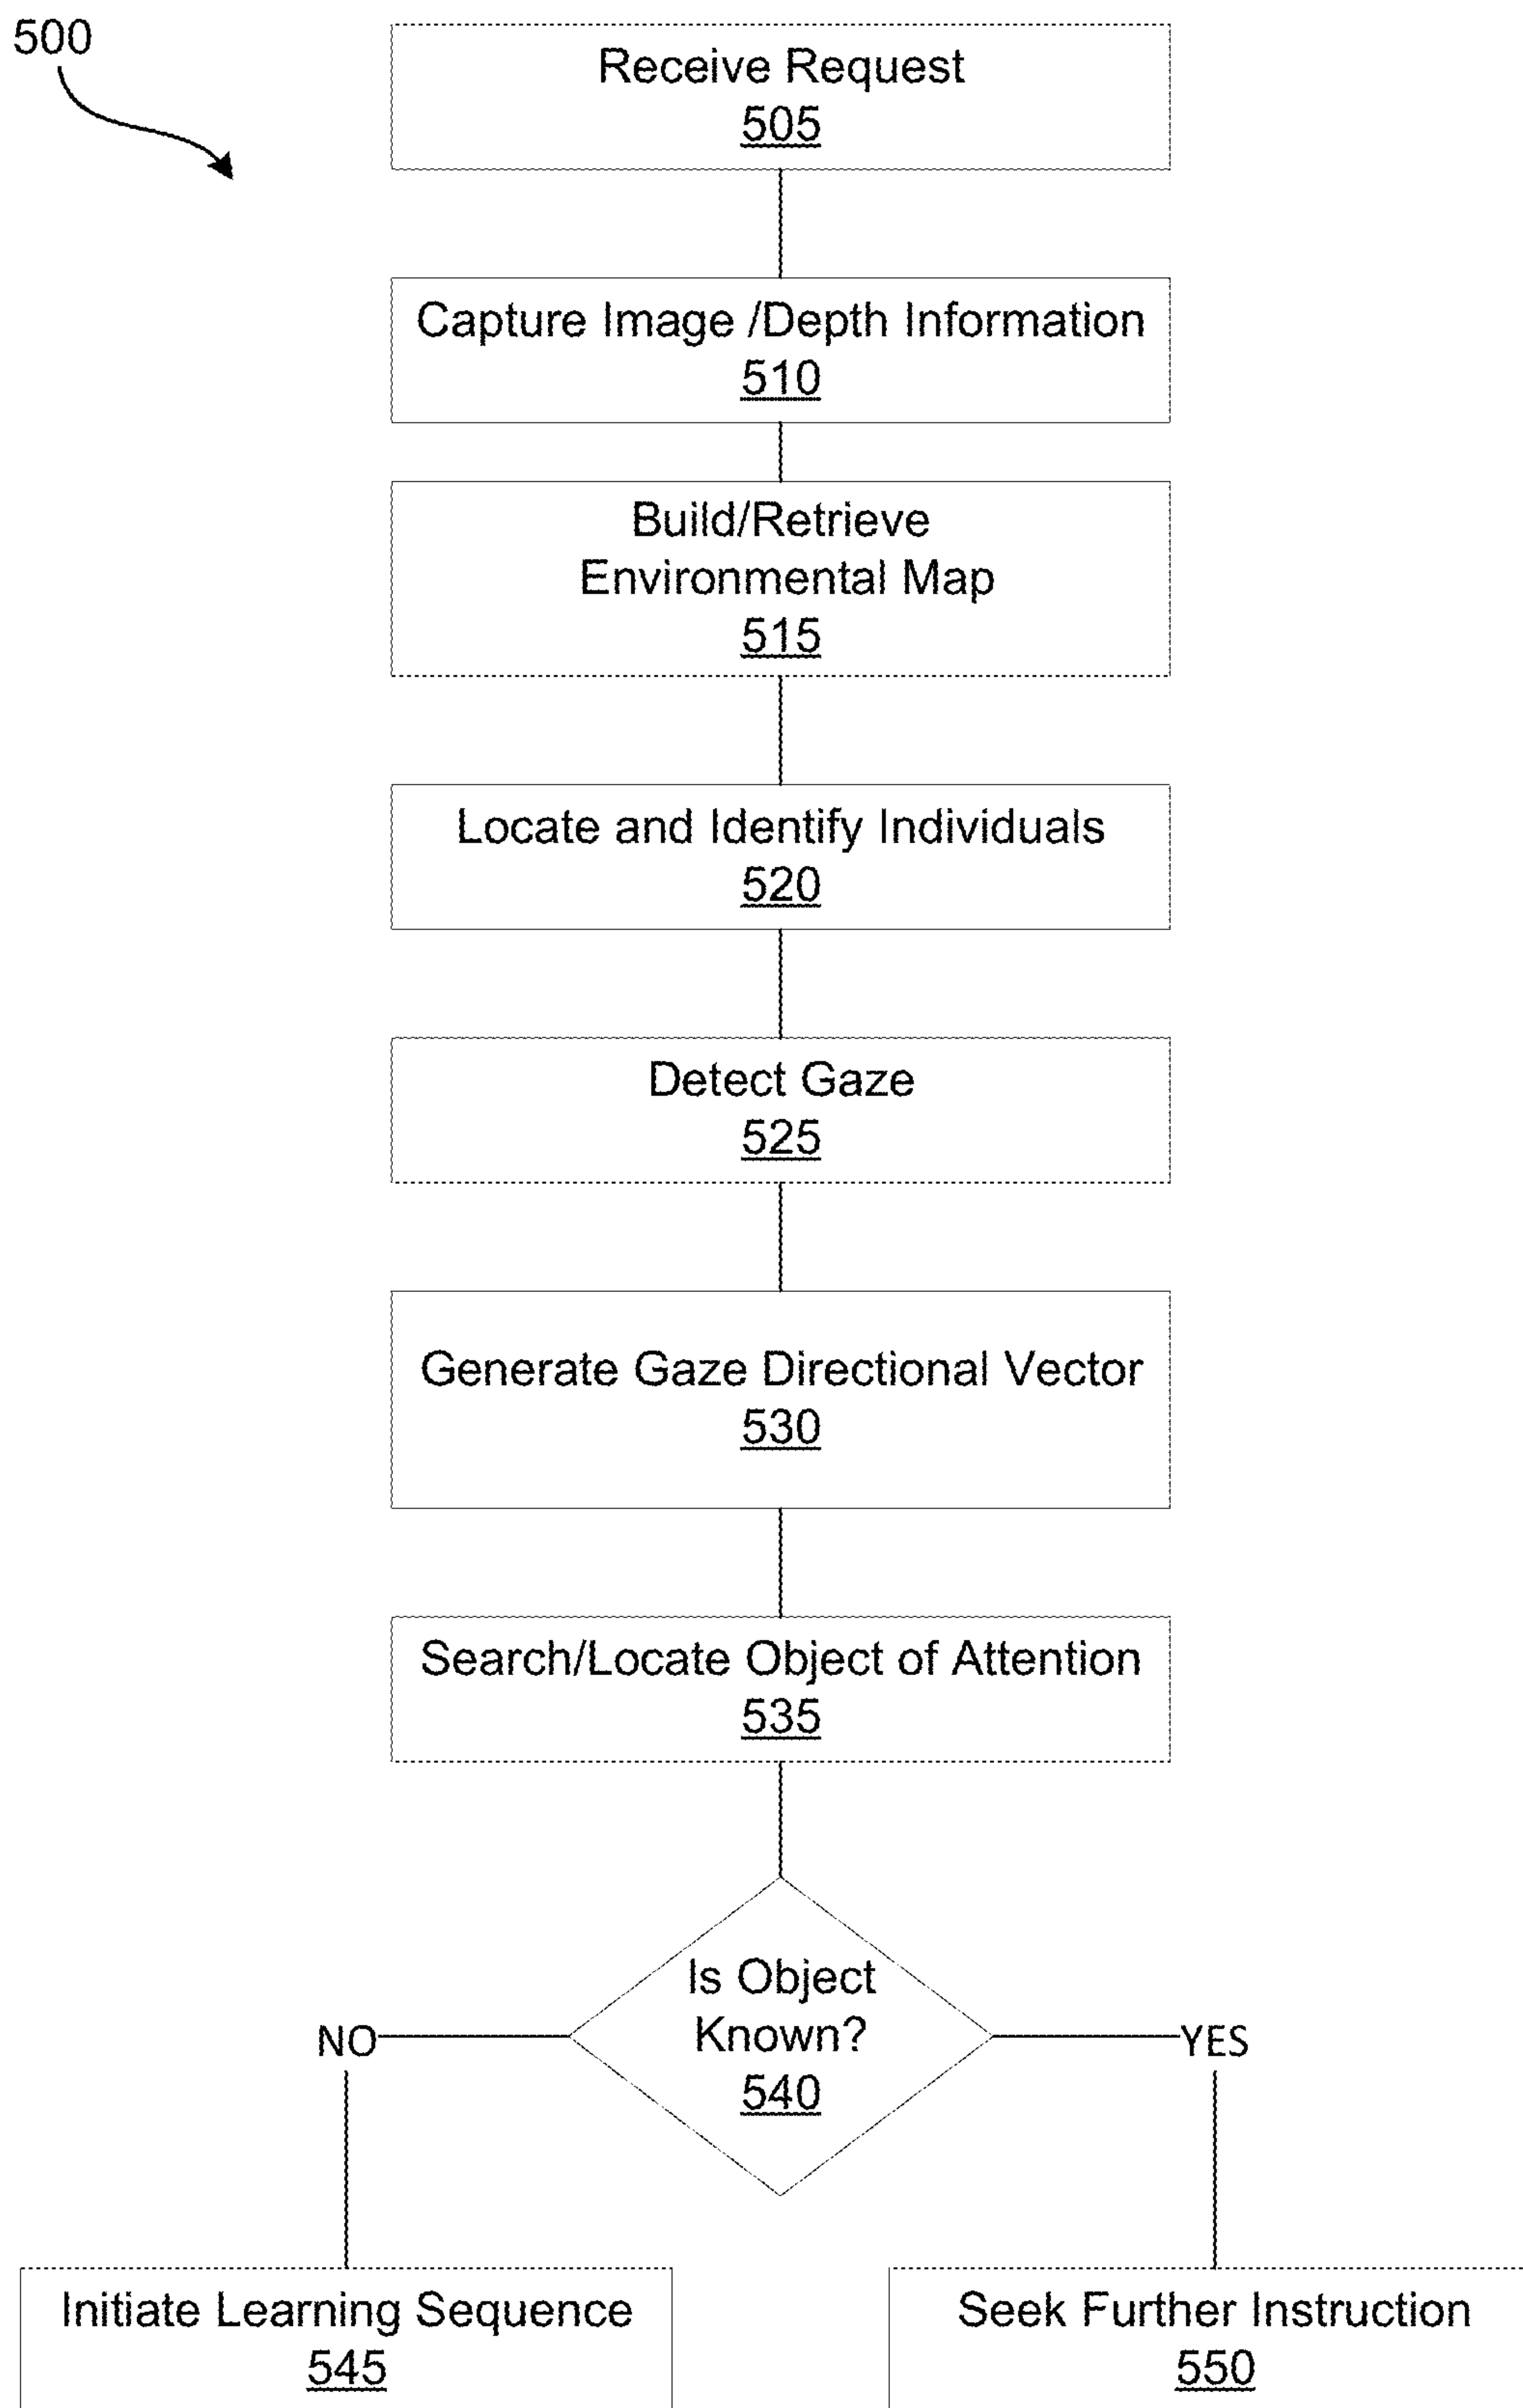 500
Receive Request
505
Capture Image /Depth Information
510
Build/Retrieve
Environmental Map
515
Locate and Identify Individuals
520
Detect Gaze
525
Generate Gaze Directional Vector
530
Search/Locate Object of Attention
535
Is Object
Known?
540
NO
YES
Initiate Learning Sequence
545
Seek Further Instruction
550